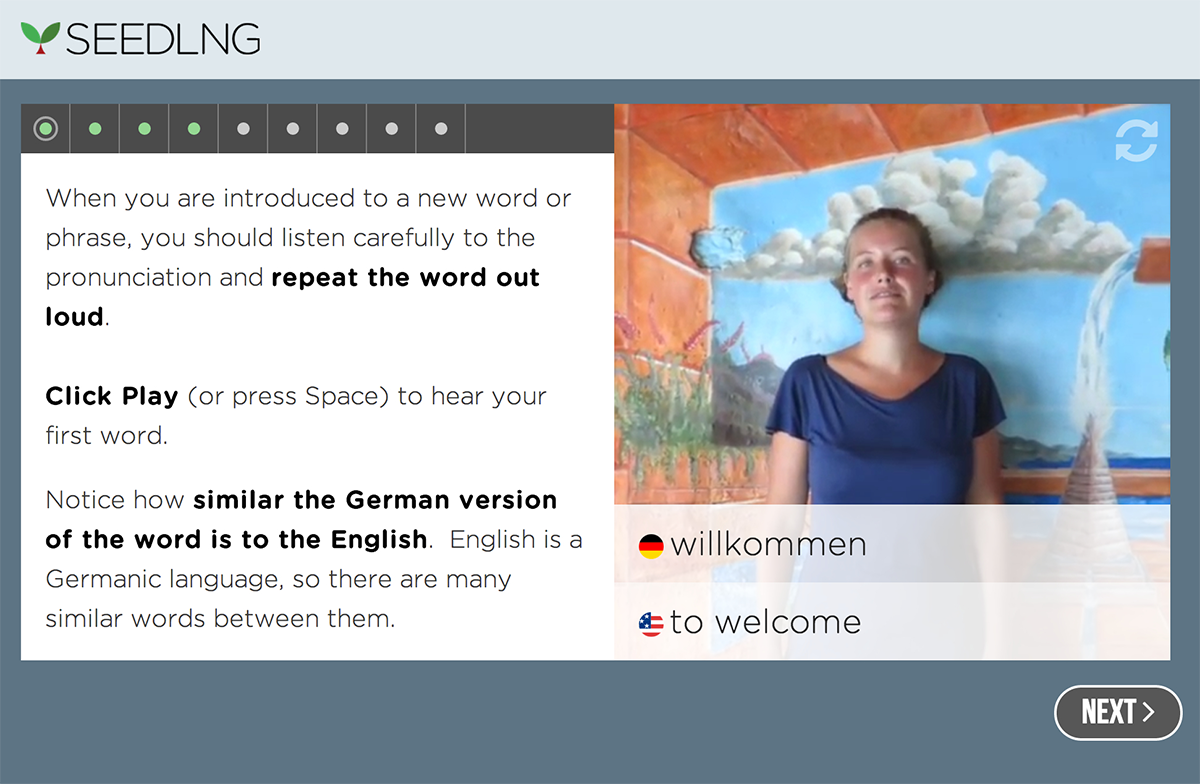 SEEDLNG
When you are introduced to a new word or
phrase, you should listen carefully to the
pronunciation and repeat the word out
loud.
Click Play (or press Space) to hear your
first word.
Notice how similar the German version
of the word is to the English.  English is a
Germanic language, so there are many
similar words between them.
willkommen
to welcome
NEXT >